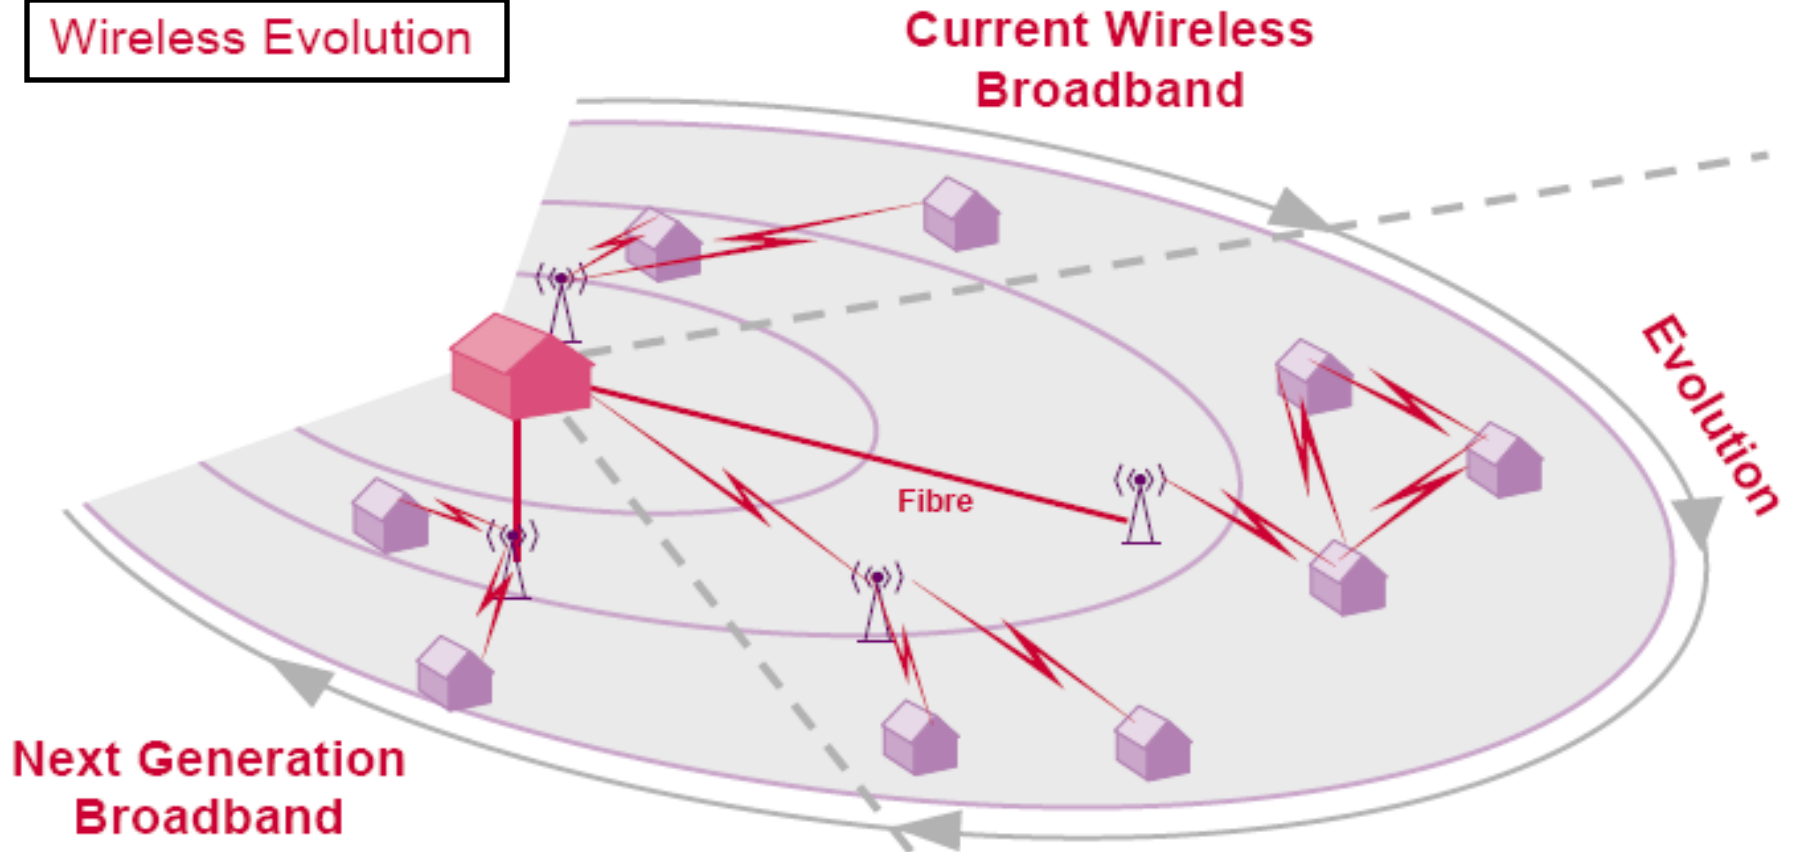 Wireless Evolution
Current Wireless
Broadband
Evolution
Fibre
Next Generation
Broadband